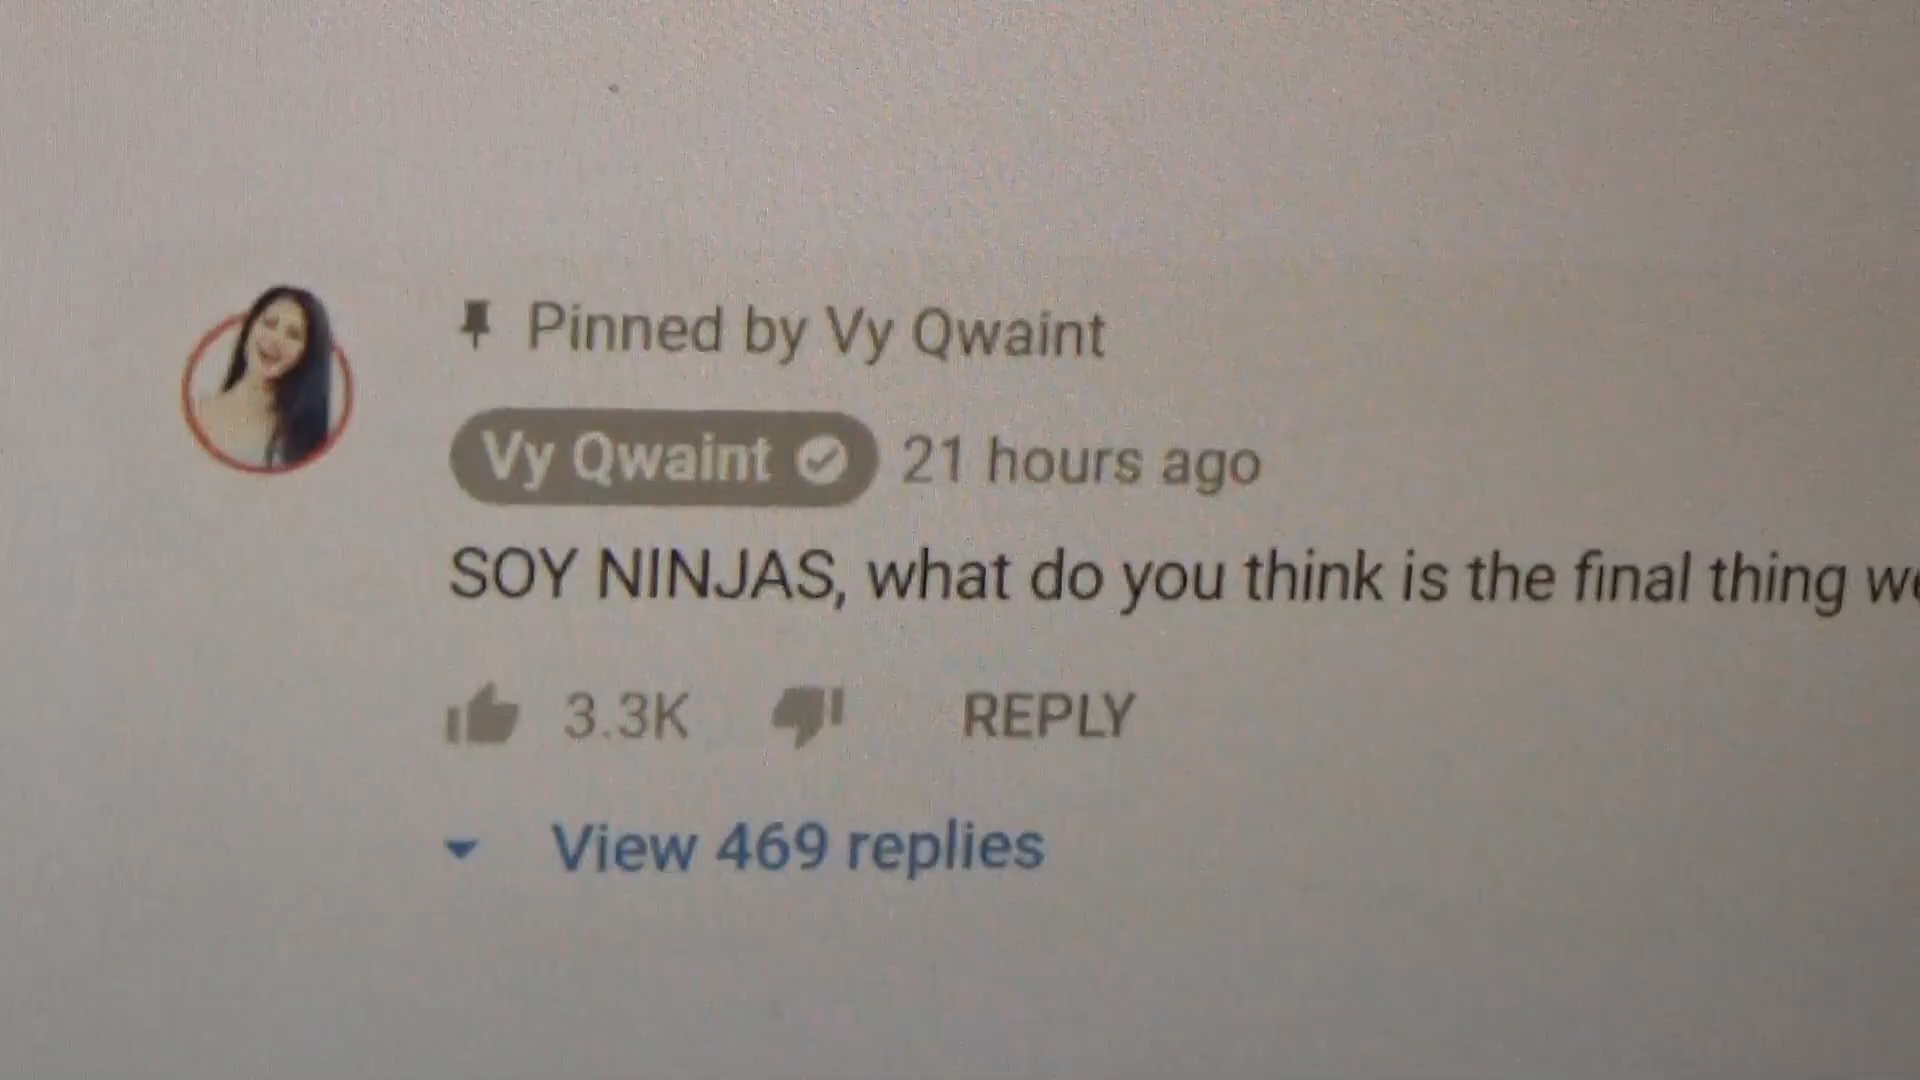 Pinned by Vy Qwaint
Vy Qwaint 21 hours ago
SOY NINJAS, what do you think is the final thing
3.3K REPLY
View 469 replies